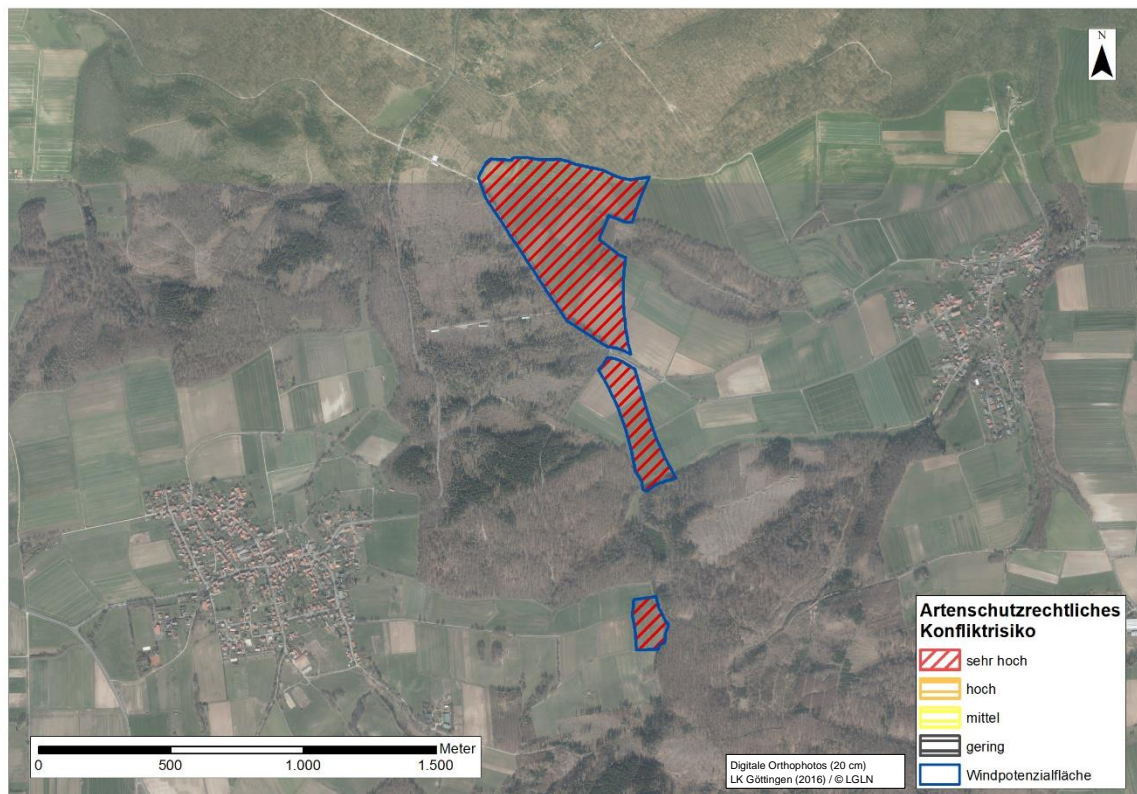 N
Artenschutzrechtliches
Konfliktrisiko
sehr hoch
hoch
mittel
gering
Windpotenzialfläche
Meter
0 500 1.000 1.500
Digitale Orthophotos (20 cm)
LK Göttingen (2016) / © LGLN